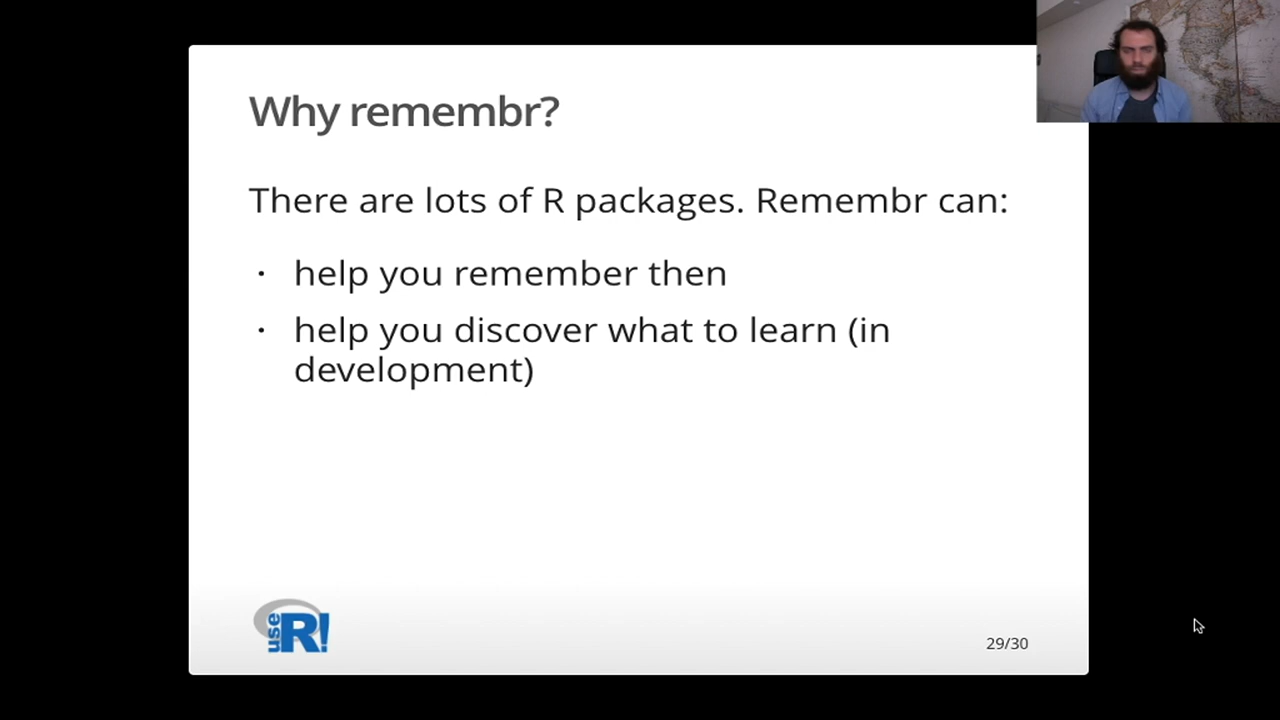 Why remembr?
There are lots of R packages. Remembr can:
· help you remember then
· help you discover what to learn (in
development)
use R!
29/30